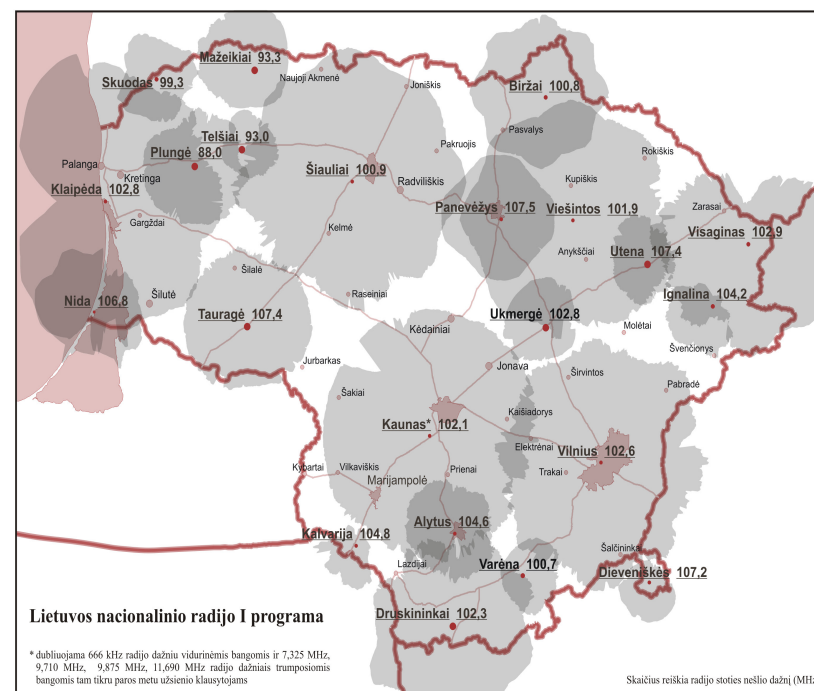 Mažeikiai 93,3
Skuodas 99,3
Naujoji Akmenė
Joniškis
Biržai 100,8
Telšiai 93,0
Plungė 88,0
Pasvalys
Pakruojis
Rokiškis
Palanga
Kretinga
Šiauliai 100,9
Radviliškis
Kupiškis
Klaipėda 102,8
Panevėžys 107,5
Viešintos 101,9
Zarasai
Gargždai
Kelmė
Visaginas 102,9
Anykščiai
Utena 107,4
Šilalė
Nida 106,8
Šilutė
Raseiniai
Ignalina 104,2
Tauragė 107,4
Ukmergė 102,8
Kėdainiai
Molėtai
Švenčionys
Jurbarkas
Jonava
Širvintos
Pabradė
Šakiai
Kaišiadorys
Kaunas* 102,1
Elektrėnai
Vilnius 102,6
Kybartai
Vilkaviškis
Prienai
Trakai
Marijampolė
Alytus 104,6
Kalvarija 104,8
Šalčininkai
Varėna 100,7
Lazdijai
Dieveniškės 107,2
Druskininkai 102,3
Lietuvos nacionalinio radijo I programa
* dubliuojama 666 kHz radijo dažniu vidurinėmis bangomis ir 7,325 MHz,
9,710 MHz, 9,875 MHz, 11,690 MHz radijo dažniais trumposiomis
bangomis tam tikru paros metu užsienio klausytojams
Skaičius reiškia radijo stoties nešlio dažnį (MHz